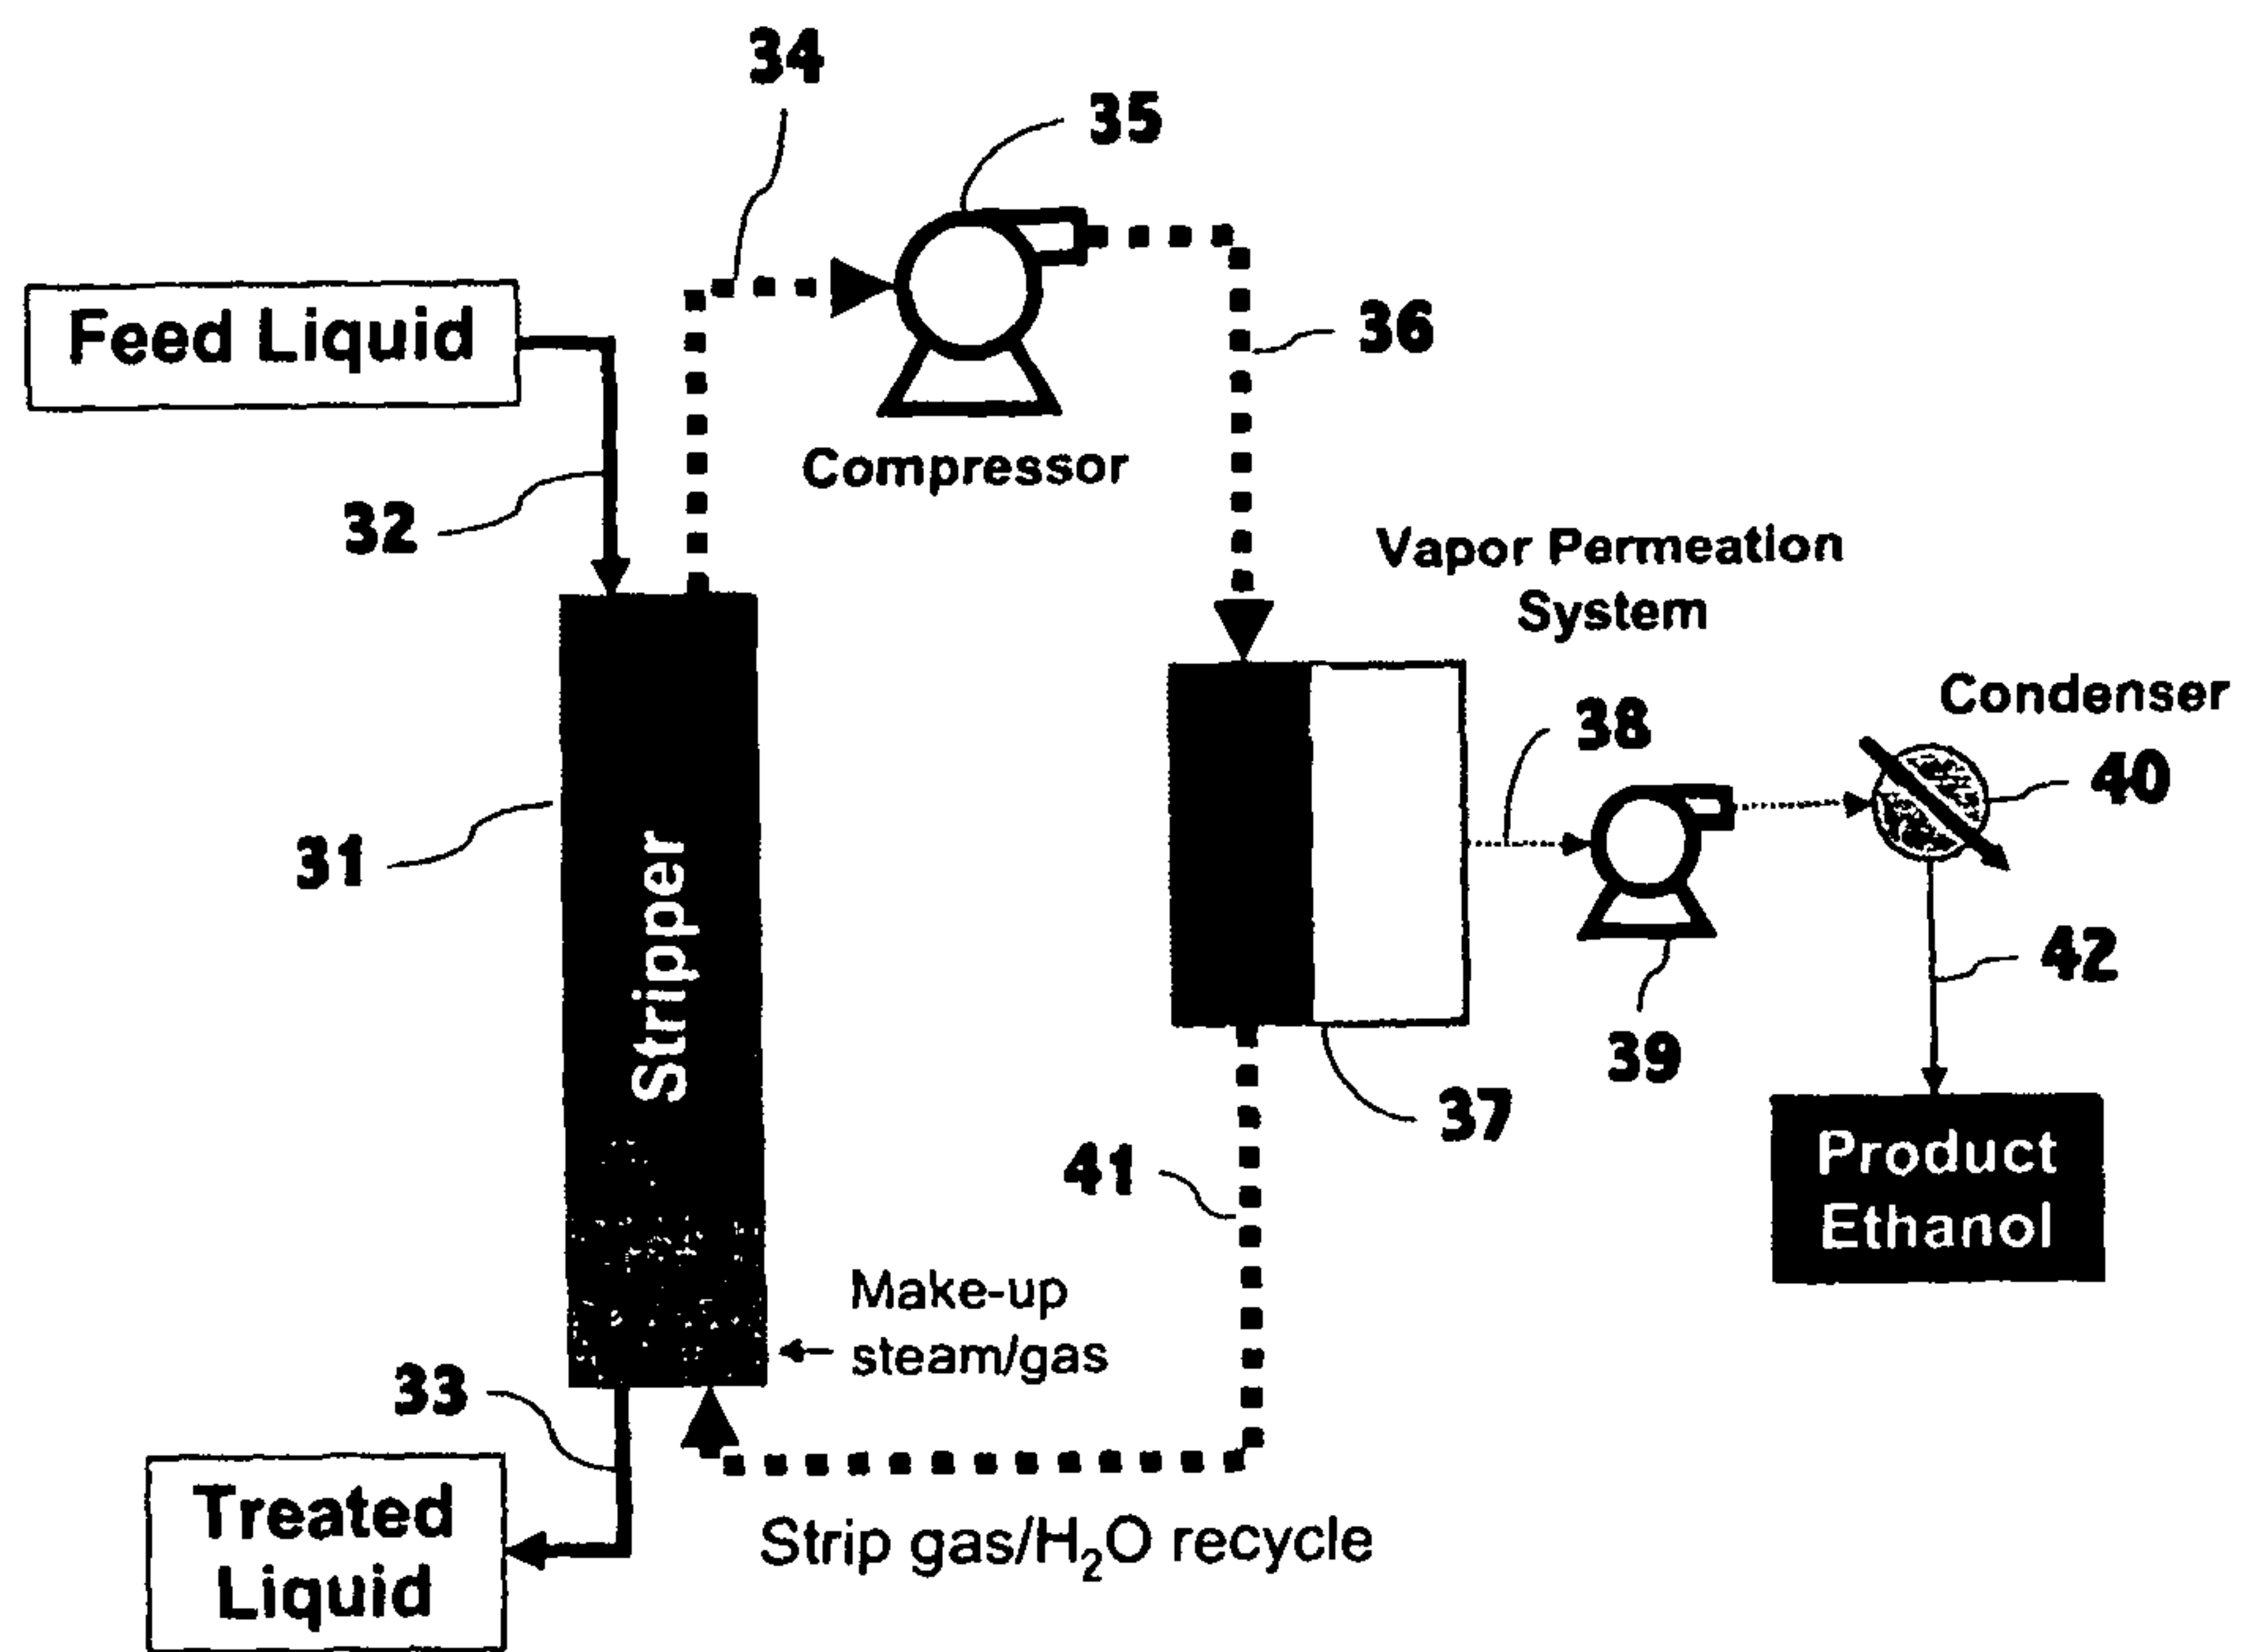 34
35
Feed Liquid
36
Compressor
32
Vapor Permeation
System
Condenser
38
40
31
Stripper
42
39
37
41
Product
Ethanol
Make-up
steam/gas
33
Treated
Liquid
Strip gas/H₂O recycle